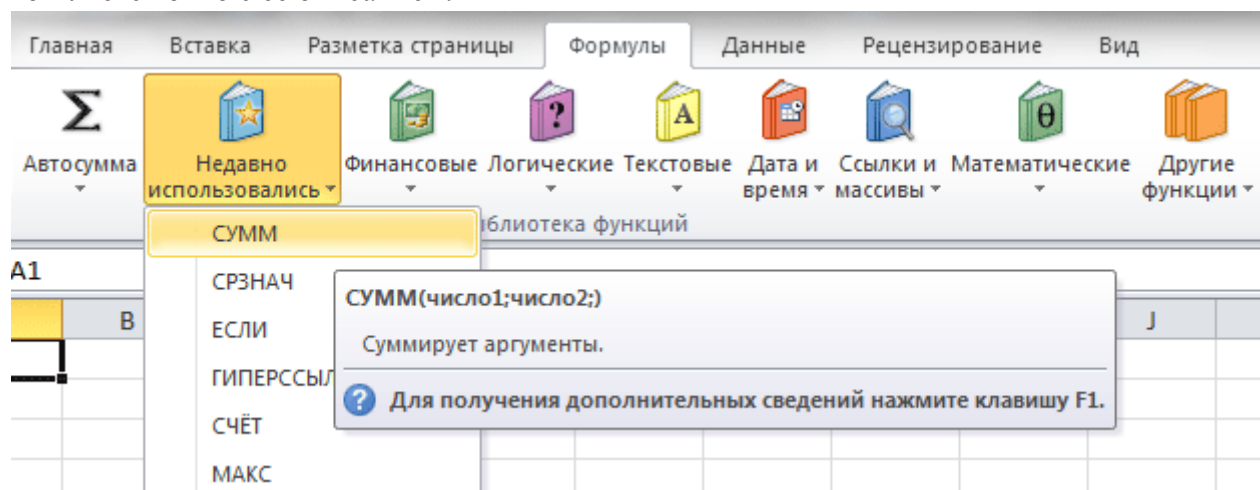 Главная Вставка Разметка страницы Формулы Данные Рецензирование Вид
Σ ? A θ
Автосумма Недавно использовались Финансовые Логические Текстовые Дата и время Ссылки и массивы Математические Другие функции
иблиотека функций
СУММ
A1
СРЗНАЧ
СУММ(число1;число2;)
B J
ЕСЛИ
Суммирует аргументы.
ГИПЕРССЫЛ
? Для получения дополнительных сведений нажмите клавишу F1.
СЧЁТ
МАКС